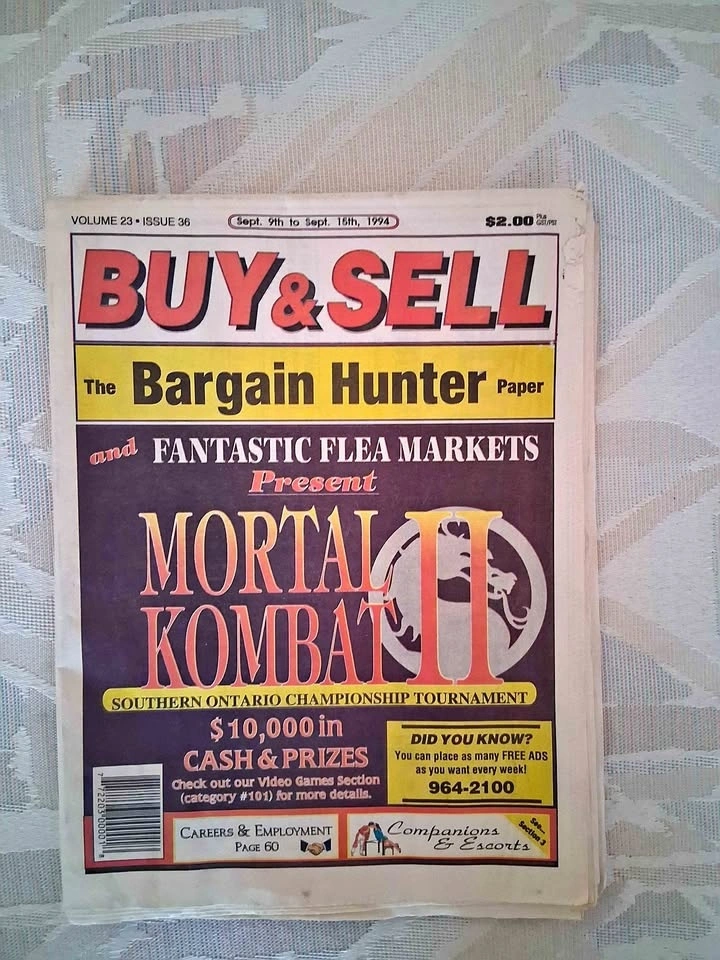 VOLUME 23 • ISSUE 36
Sept. 9th to Sept. 15th, 1994
$2.00 Plus GST/PST
BUY & SELL
The Bargain Hunter Paper
and FANTASTIC FLEA MARKETS
Present
MORTAL
KOMBAT II
SOUTHERN ONTARIO CHAMPIONSHIP TOURNAMENT
$10,000 in
CASH & PRIZES
Check out our Video Games Section
(category #101) for more details.
DID YOU KNOW?
You can place as many FREE ADS
as you want every week!
964-2100
CAREERS & EMPLOYMENT
PAGE 60
Companions
& Escorts
See...
Section 3